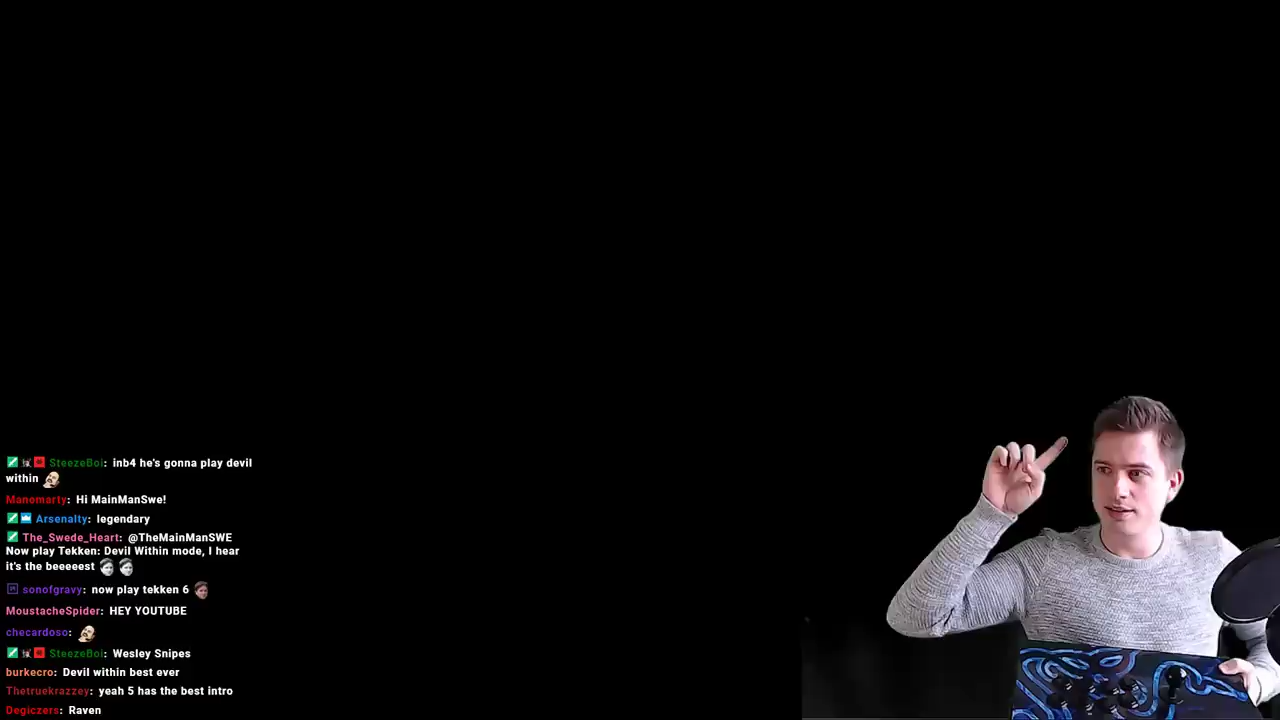 SteezeBoi: inb4 he's gonna play devil
within
Manomarty: Hi MainManSwe!
Arsenalty: legendary
The_Swede_Heart: @TheMainManSWE
Now play Tekken: Devil Within mode, I hear
it's the beeeeest
sonofgravy: now play tekken 6
MoustacheSpider: HEY YOUTUBE
checardoso:
SteezeBoi: Wesley Snipes
burkecro: Devil within best ever
Thetruekrazzey: yeah 5 has the best intro
Degiczers: Raven